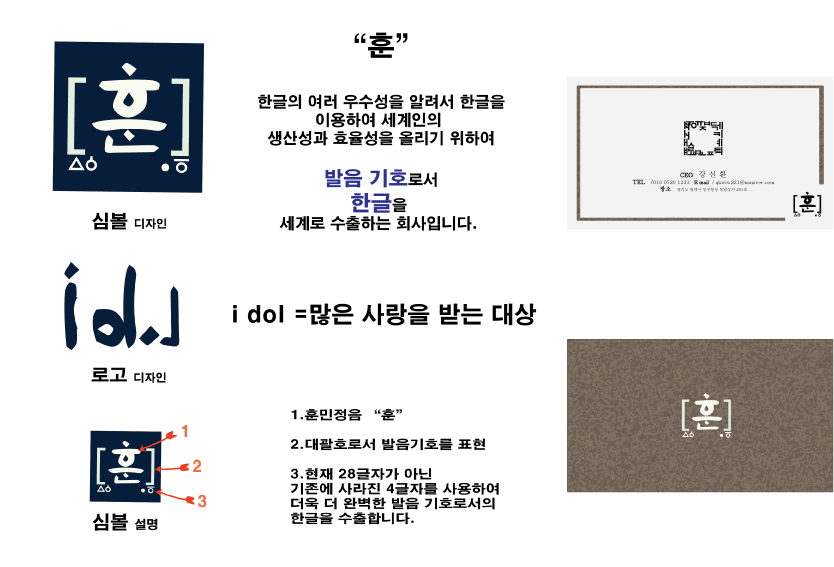 “훈”
[훈]
한글의 여러 우수성을 알려서 한글을
이용하여 세계인의
생산성과 효율성을 올리기 위하여
발음 기호로서
한글을
세계로 수출하는 회사입니다.
심볼 디자인
CEO 강신환
TEL /010 0729 1230 E mail /
장소
[훈]
idol
i dol =많은 사랑을 받는 대상
로고 디자인
[훈]
[훈]
1
2
3
심볼 설명
1.훈민정음 “훈”
2.대괄호로서 발음기호를 표현
3.현재 28글자가 아닌
기존에 사라진 4글자를 사용하여
더욱 더 완벽한 발음 기호로서의
한글을 수출합니다.